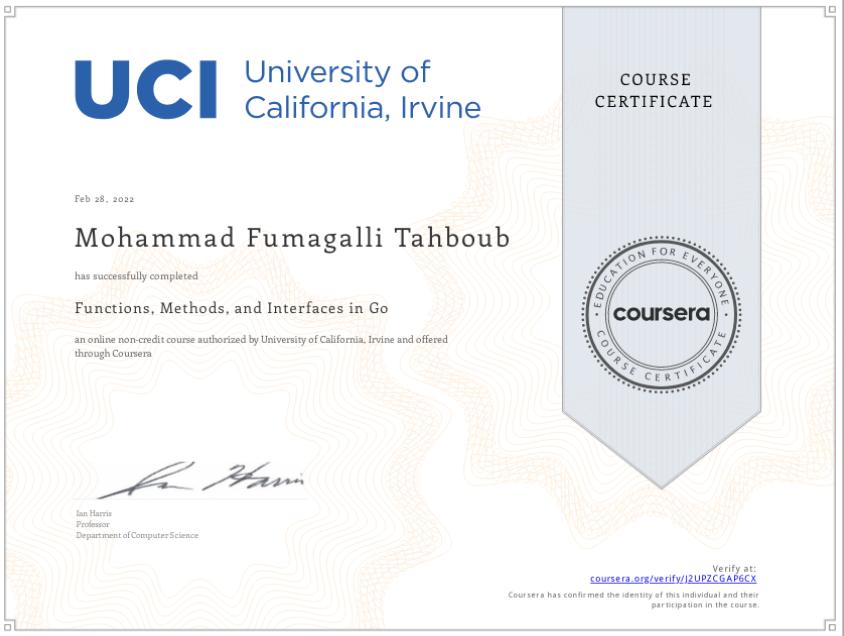 UCI
University of
California, Irvine
COURSE
CERTIFICATE
Feb 28, 2022
Mohammad Fumagalli Tahboub
has successfully completed
Functions, Methods, and Interfaces in Go
an online non-credit course authorized by University of California, Irvine and offered
through Coursera
EDUCATION FOR EVERYONE
coursera
COURSE CERTIFICATE
Ian Harris
Ian Harris
Professor
Department of Computer Science
Verify at:
coursera.org/verify/J2UPZCGAP6CX
Coursera has confirmed the identity of this individual and their
participation in the course.